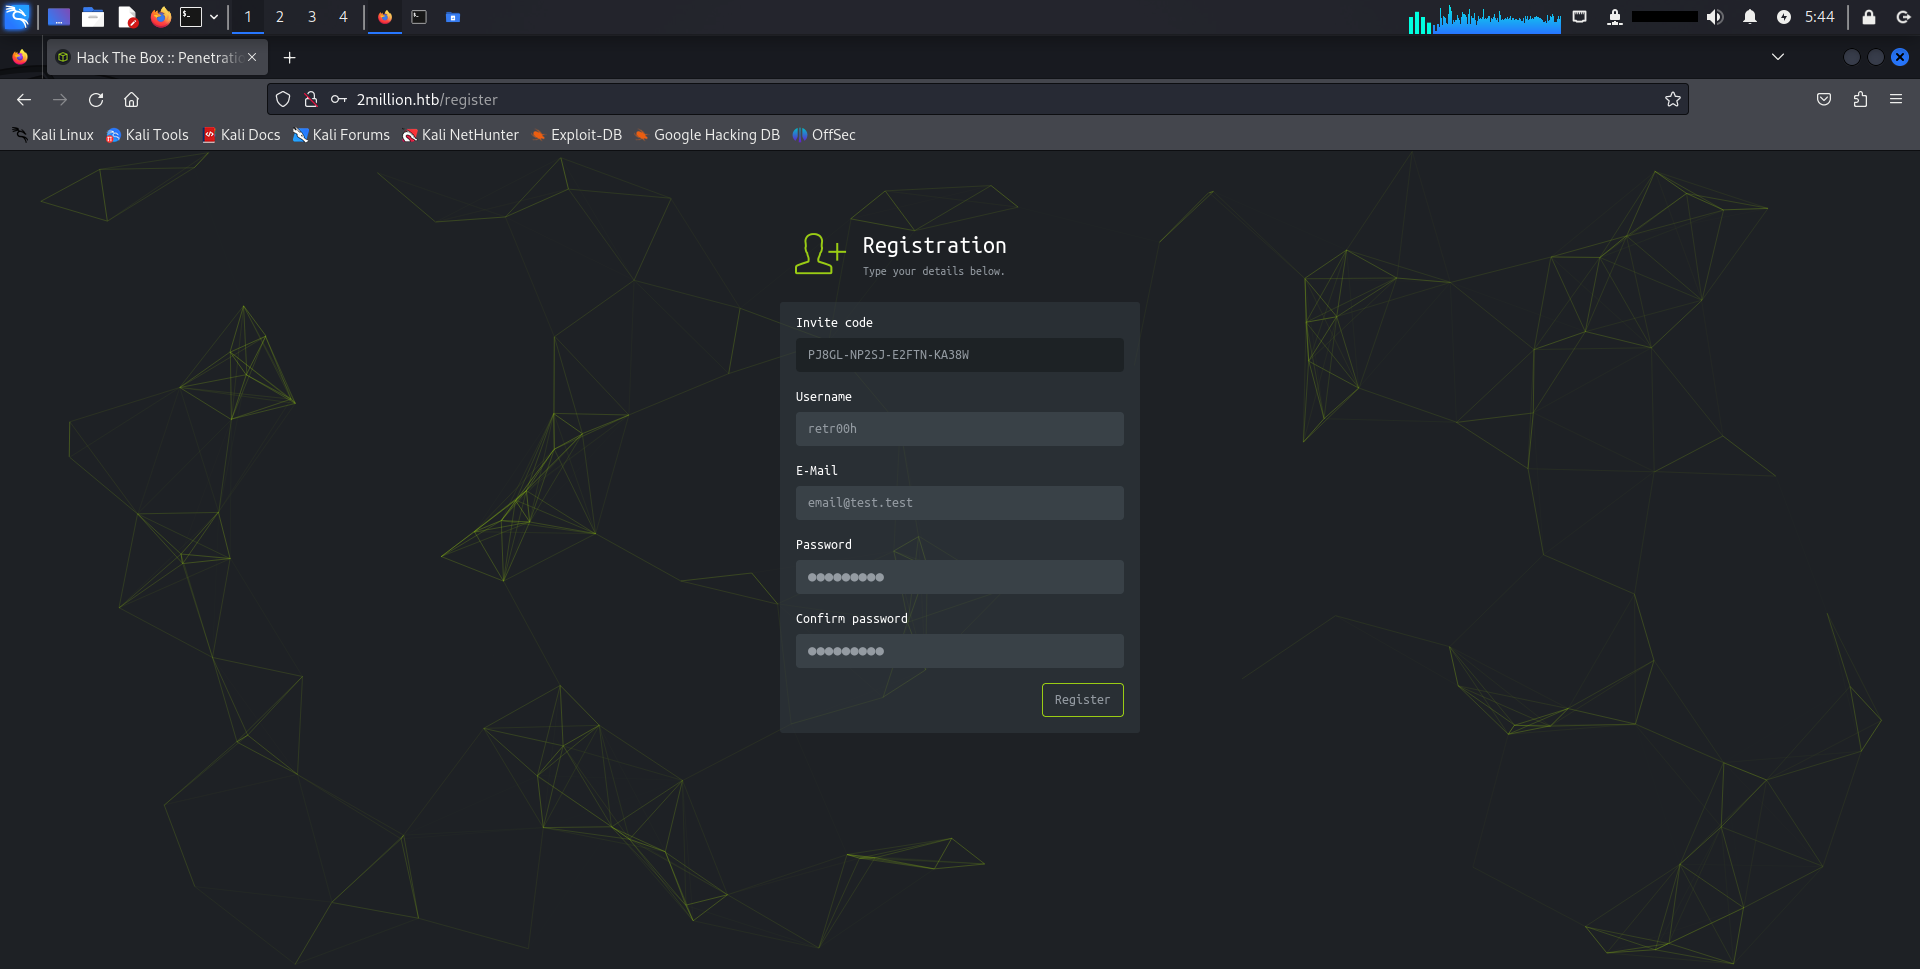 1 2 3 4 5:44
Hack The Box :: Penetratio
2million.htb/register
Kali Linux Kali Tools Kali Docs Kali Forums Kali NetHunter Exploit-DB Google Hacking DB OffSec
Registration
Type your details below.
Invite code
PJ8GL-NP2SJ-E2FTN-KA38W
Username
retr00h
E-Mail
email@test.test
Password
●●●●●●●●●
Confirm password
●●●●●●●●●
Register